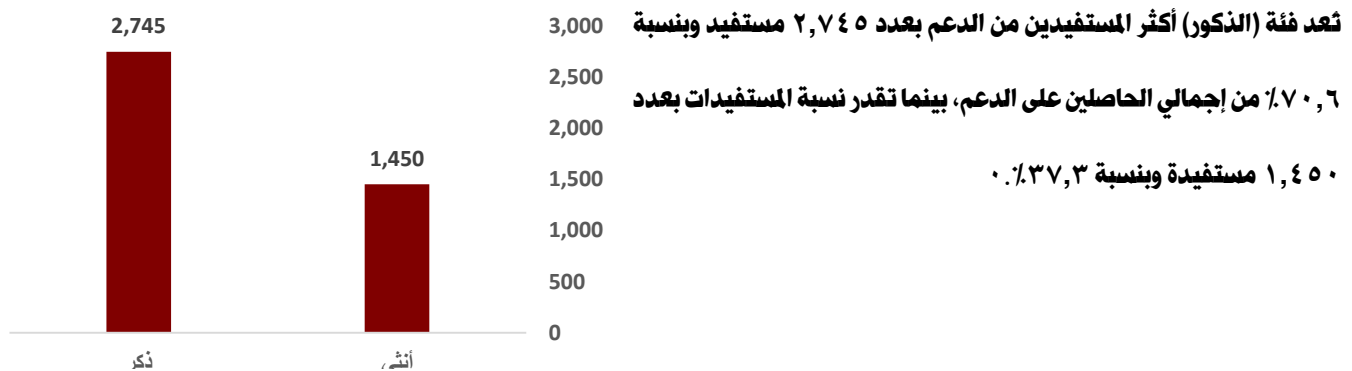 تُعد فئة (الذكور) أكثر المستفيدين من الدعم بعدد ٢,٧٤٥ مستفيد وبنسبة
٧٠,٦٪ من إجمالي الحاصلين على الدعم، بينما تقدر نسبة المستفيدات بعدد
١,٤٥٠ مستفيدة وبنسبة ٣٧,٣٪.٠
3,000
2,500
2,000
1,500
1,000
500
0
2,745
1,450
ذكر
أنثى